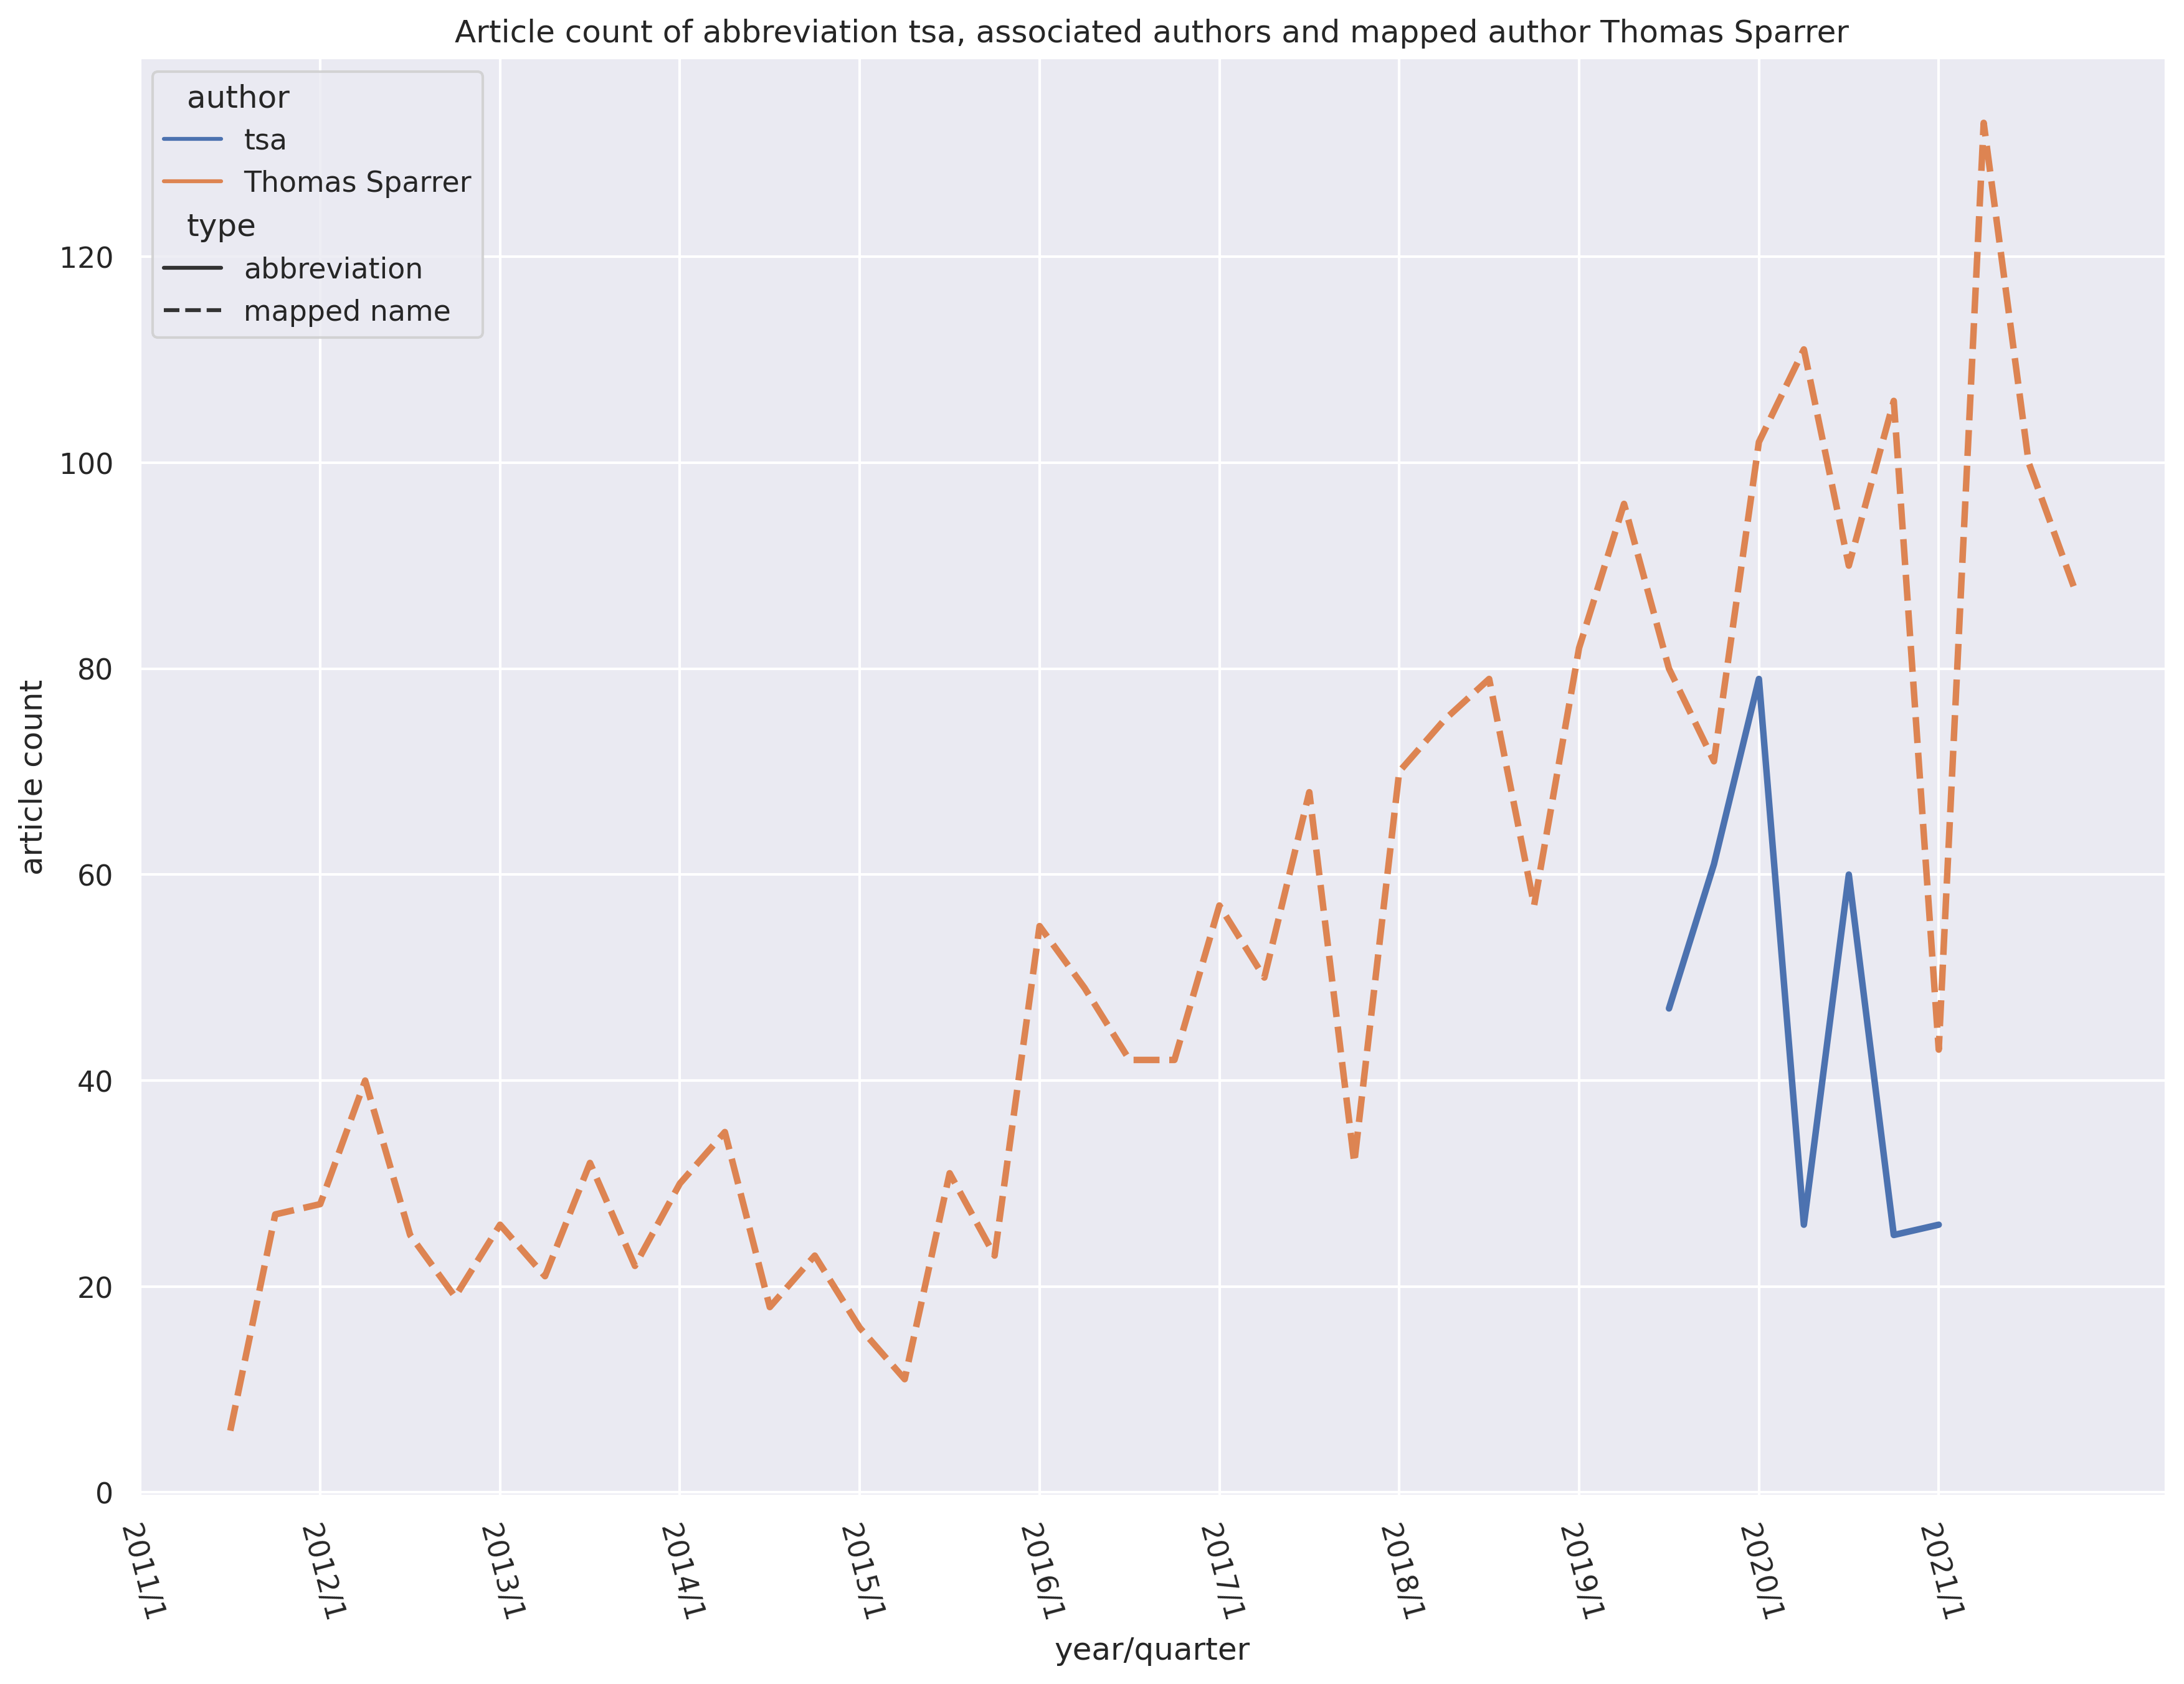 Article count of abbreviation tsa, associated authors and mapped author Thomas Sparrer
author
tsa
Thomas Sparrer
type
abbreviation
mapped name
120
100
80
60
40
20
0
article count
2011/1
2012/1
2013/1
2014/1
2015/1
2016/1
2017/1
2018/1
2019/1
2020/1
2021/1
year/quarter